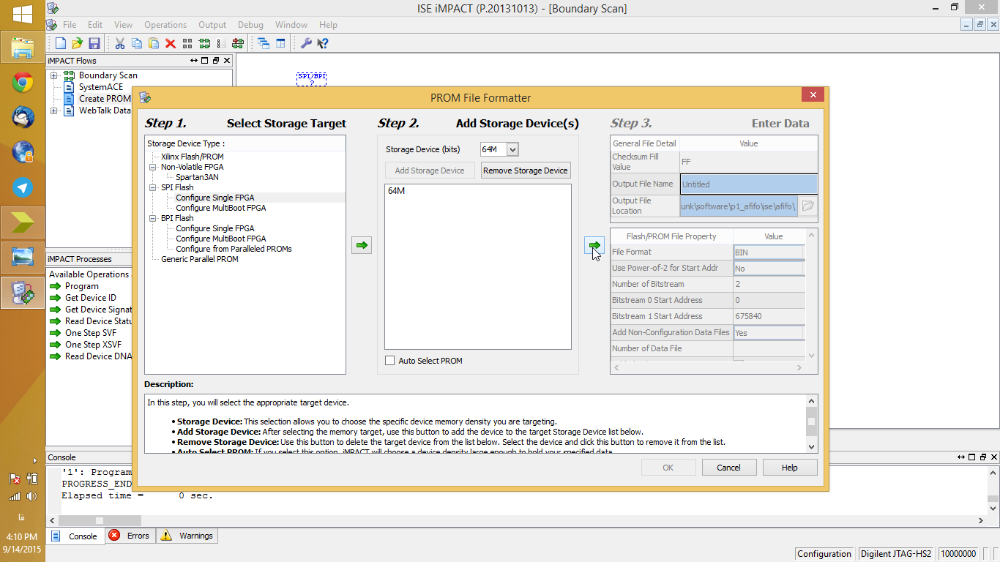 ISE iMPACT (P.20131013) - [Boundary Scan]
File Edit View Operations Output Debug Window Help
iMPACT Flows
Boundary Scan
SystemACE
Create PROM
WebTalk Data
SPI/BPI
?
PROM File Formatter
Step 1. Select Storage Target
Storage Device Type :
Xilinx Flash/PROM
Non-Volatile FPGA
Spartan3AN
SPI Flash
Configure Single FPGA
Configure MultiBoot FPGA
BPI Flash
Configure Single FPGA
Configure MultiBoot FPGA
Configure from Paralleled PROMs
Generic Parallel PROM
Step 2. Add Storage Device(s)
Storage Device (bits) 64M
Add Storage Device Remove Storage Device
64M
Auto Select PROM
Step 3. Enter Data
General File Detail Value
Checksum Fill Value FF
Output File Name Untitled
Output File Location unk\software\p1_afifo\ise\afifo\
Flash/PROM File Property Value
File Format BIN
Use Power-of-2 for Start Addr No
Number of Bitstream 2
Bitstream 0 Start Address 0
Bitstream 1 Start Address 675840
Add Non-Configuration Data Files Yes
Number of Data File
Description:
In this step, you will select the appropriate target device.
• Storage Device: This selection allows you to choose the specific device memory density you are targeting.
• Add Storage Device: After selecting the memory target, use this button to add the device to the target Storage Device list below.
• Remove Storage Device: Use this button to delete the target device from the list below. Select the device and click this button to remove it from the list.
• Auto Select PROM: If you select this option, iMPACT will choose a device density large enough to hold your specified data.
OK Cancel Help
iMPACT Processes
Available Operations
Program
Get Device ID
Get Device Signat
Read Device Statu
One Step SVF
One Step XSVF
Read Device DNA
Console
'1': Program
PROGRESS_END
Elapsed time =      0 sec.
Console Errors Warnings
Configuration Digilent JTAG-HS2 10000000
فا
4:10 PM
9/14/2015